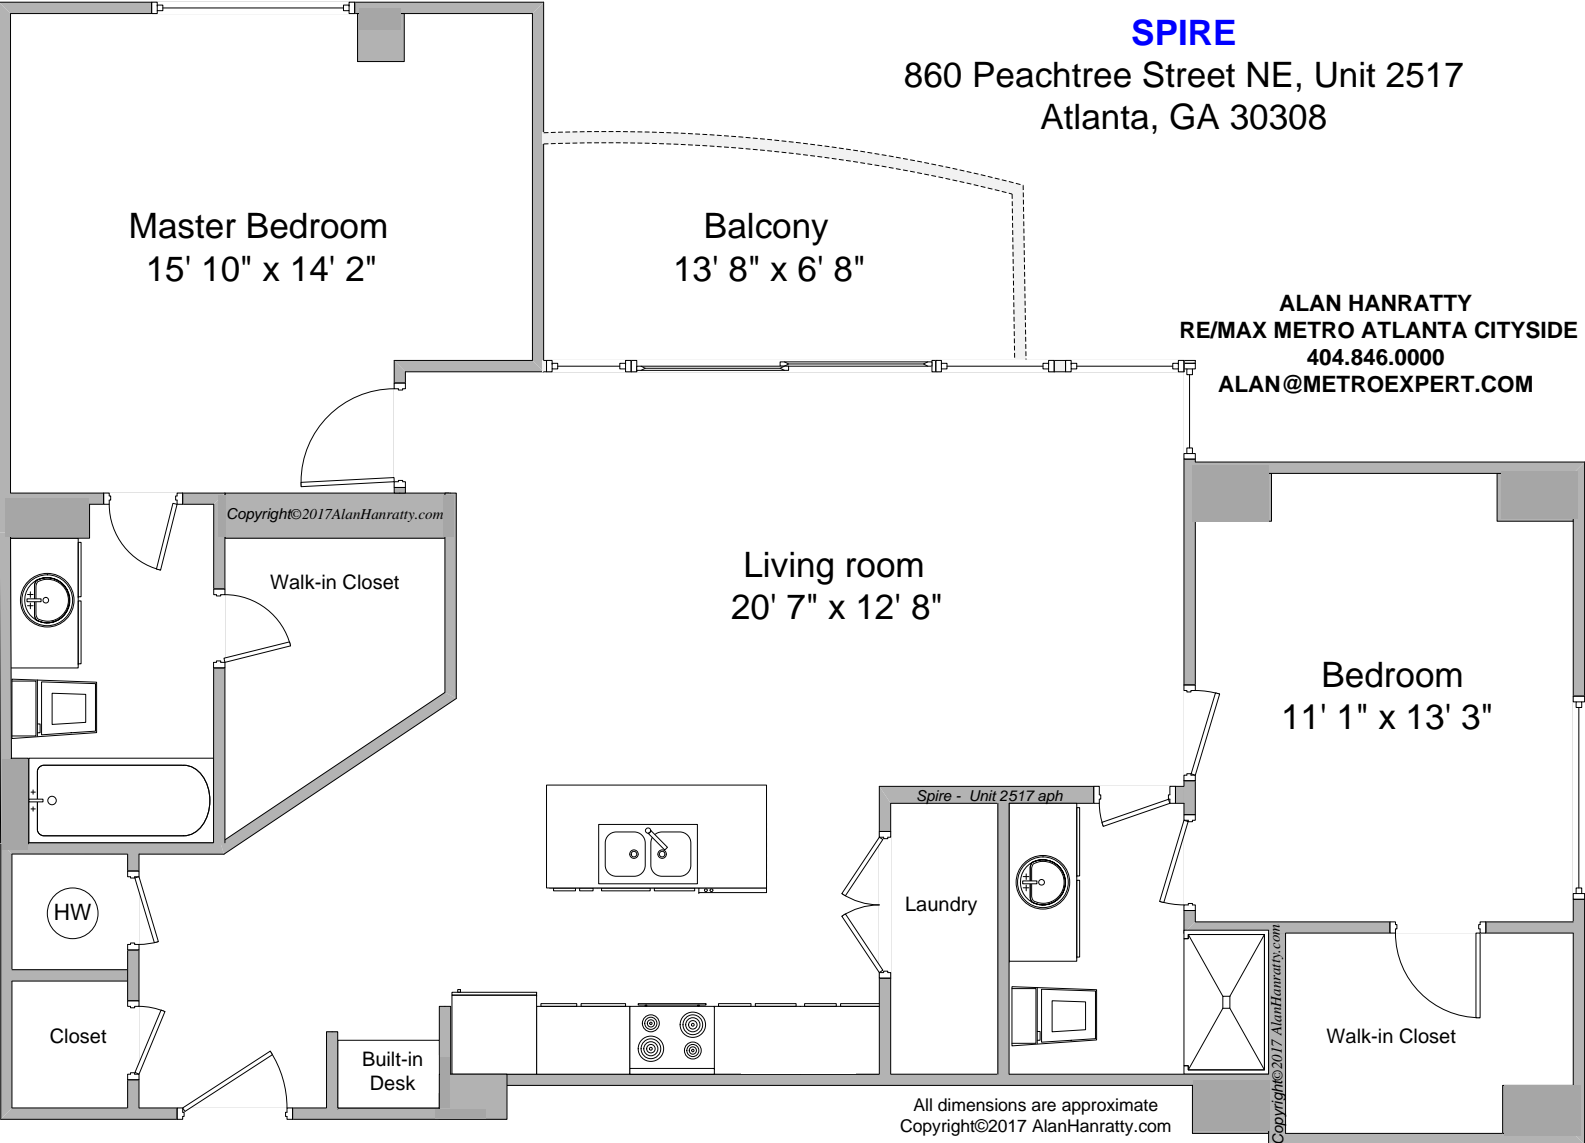 SPIRE
860 Peachtree Street NE, Unit 2517
Atlanta, GA 30308
Master Bedroom
15' 10" x 14' 2"
Balcony
13' 8" x 6' 8"
ALAN HANRATTY
RE/MAX METRO ATLANTA CITYSIDE
404.846.0000
ALAN@METROEXPERT.COM
Copyright©2017AlanHanratty.com
Walk-in Closet
Living room
20' 7" x 12' 8"
Bedroom
11' 1" x 13' 3"
Spire - Unit 2517 aph
HW
Laundry
Closet
Built-in
Desk
Copyright©2017 AlanHanratty.com
Walk-in Closet
All dimensions are approximate
Copyright©2017 AlanHanratty.com